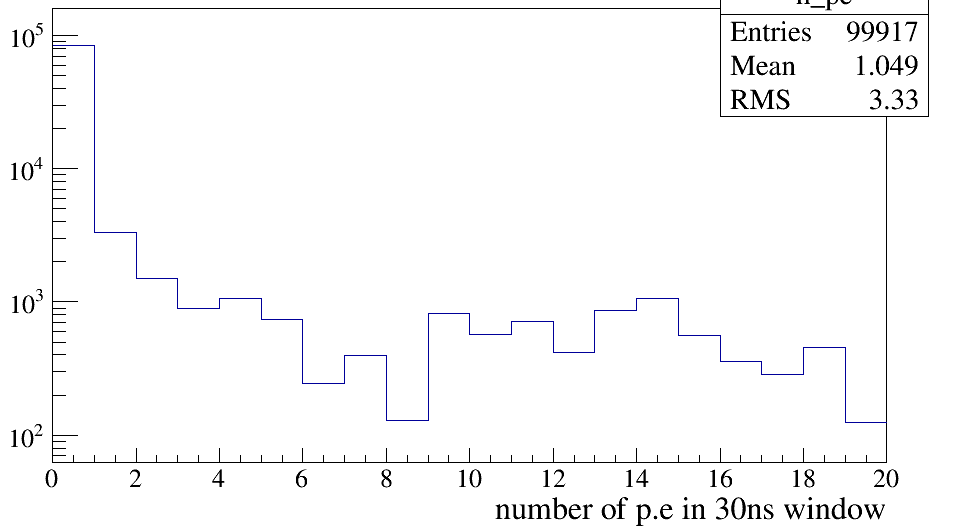 Entries 99917
Mean 1.049
RMS 3.33
10^5
10^4
10^3
10^2
0 2 4 6 8 10 12 14 16 18 20
number of p.e in 30ns window